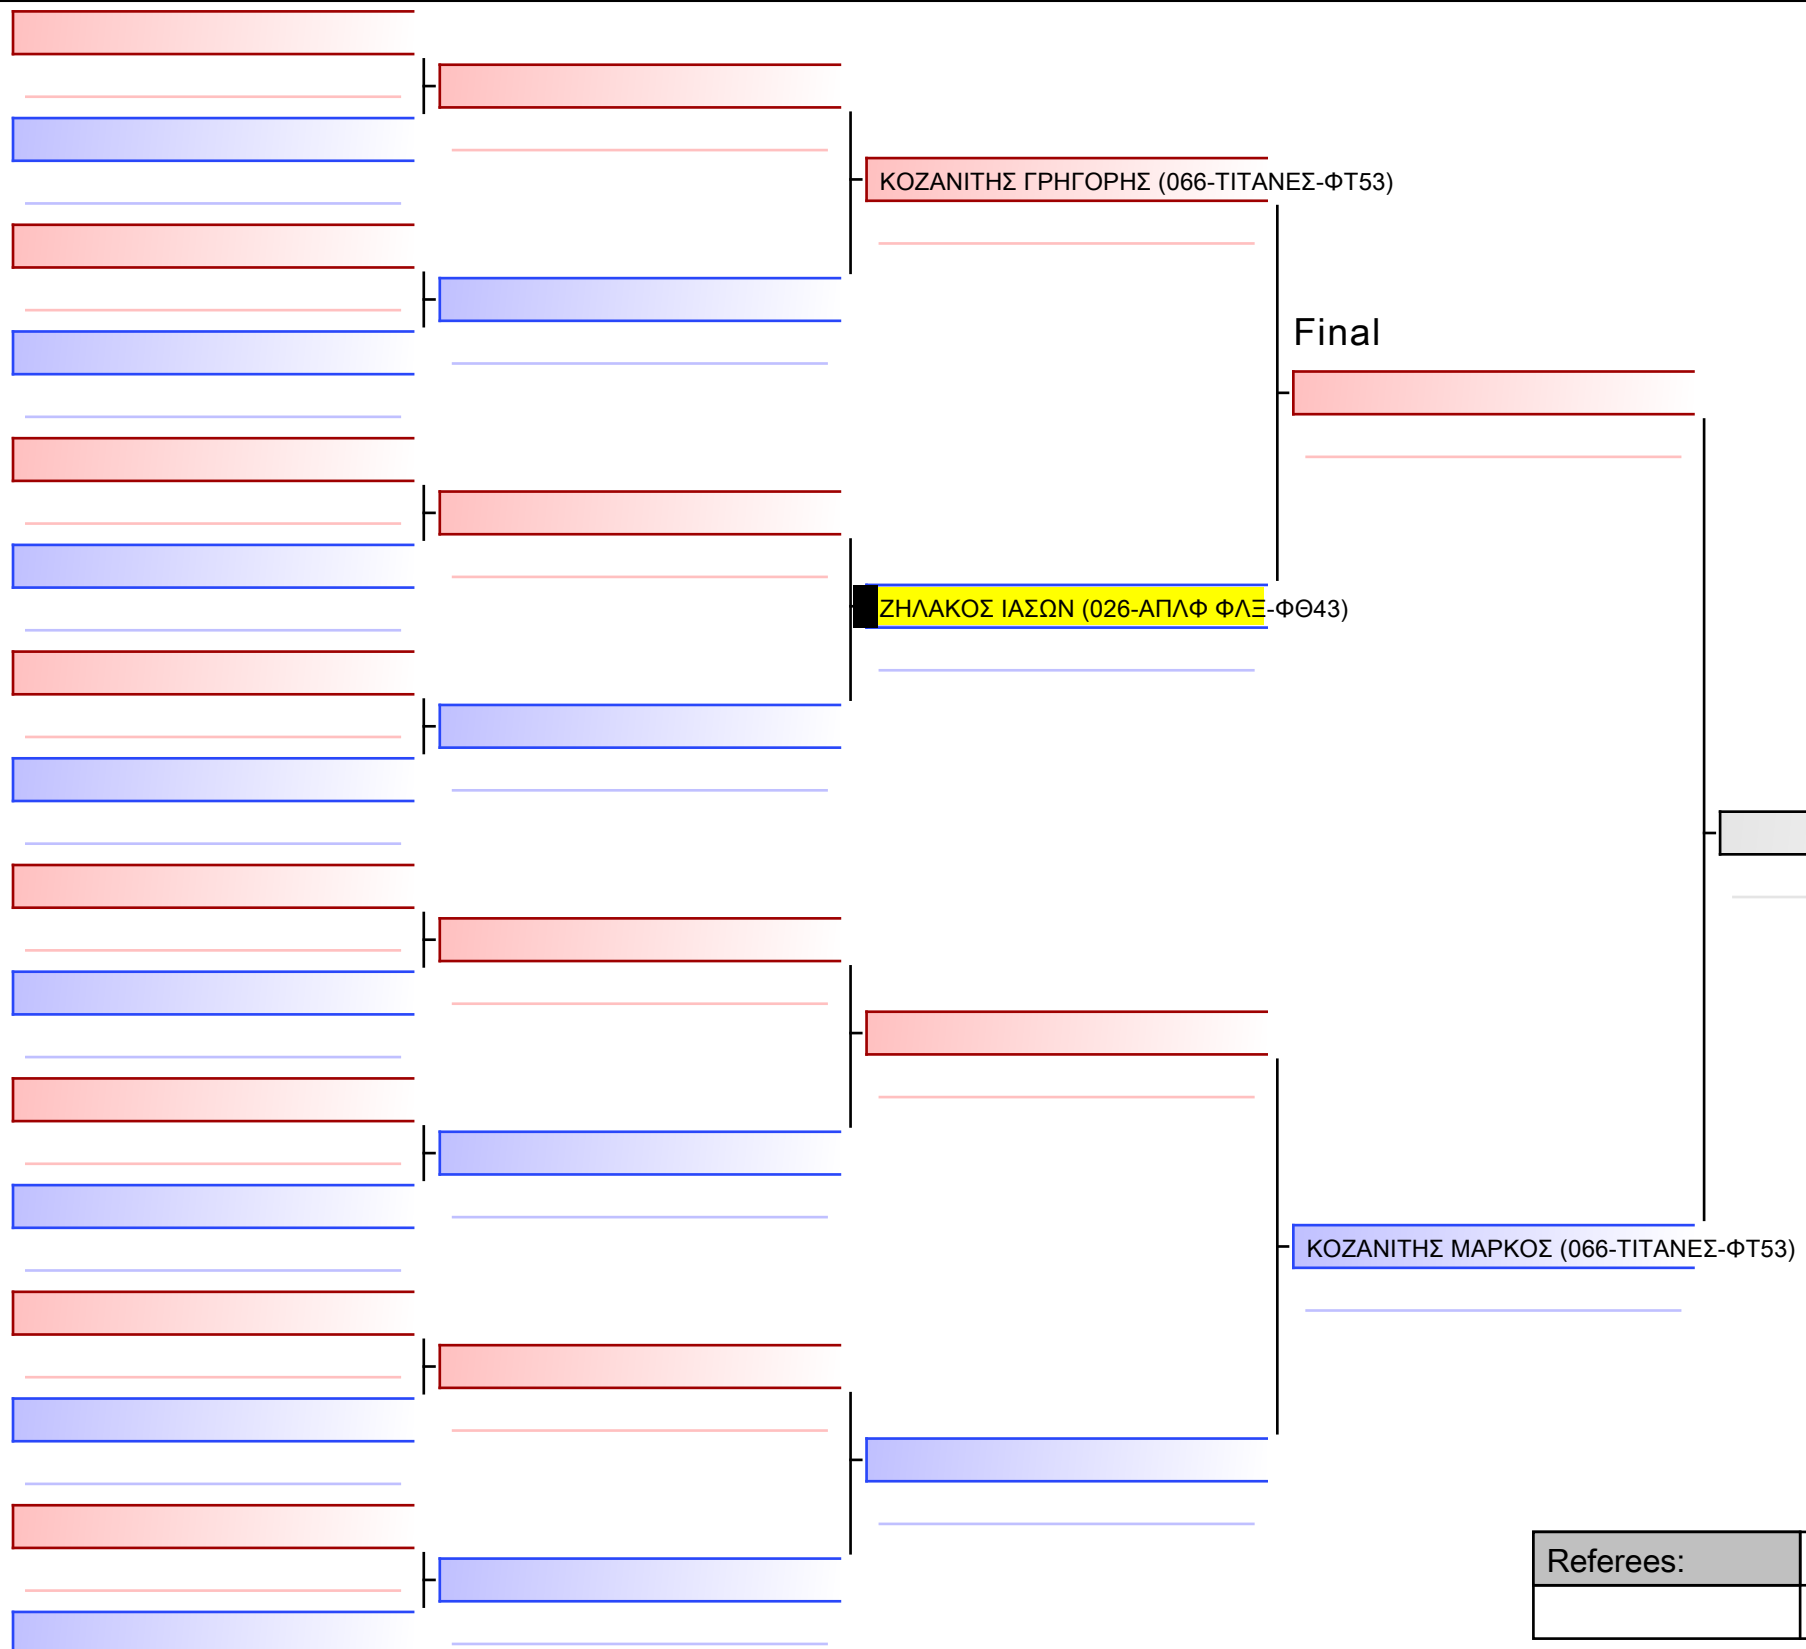 ΚΟΖΑΝΙΤΗΣ ΓΡΗΓΟΡΗΣ (066-ΤΙΤΑΝΕΣ-ΦΤ53)
Final
ΖΗΛΑΚΟΣ ΙΑΣΩΝ (026-ΑΠΛΦ ΦΛΞ-ΦΘ43)
ΚΟΖΑΝΙΤΗΣ ΜΑΡΚΟΣ (066-ΤΙΤΑΝΕΣ-ΦΤ53)
Referees: